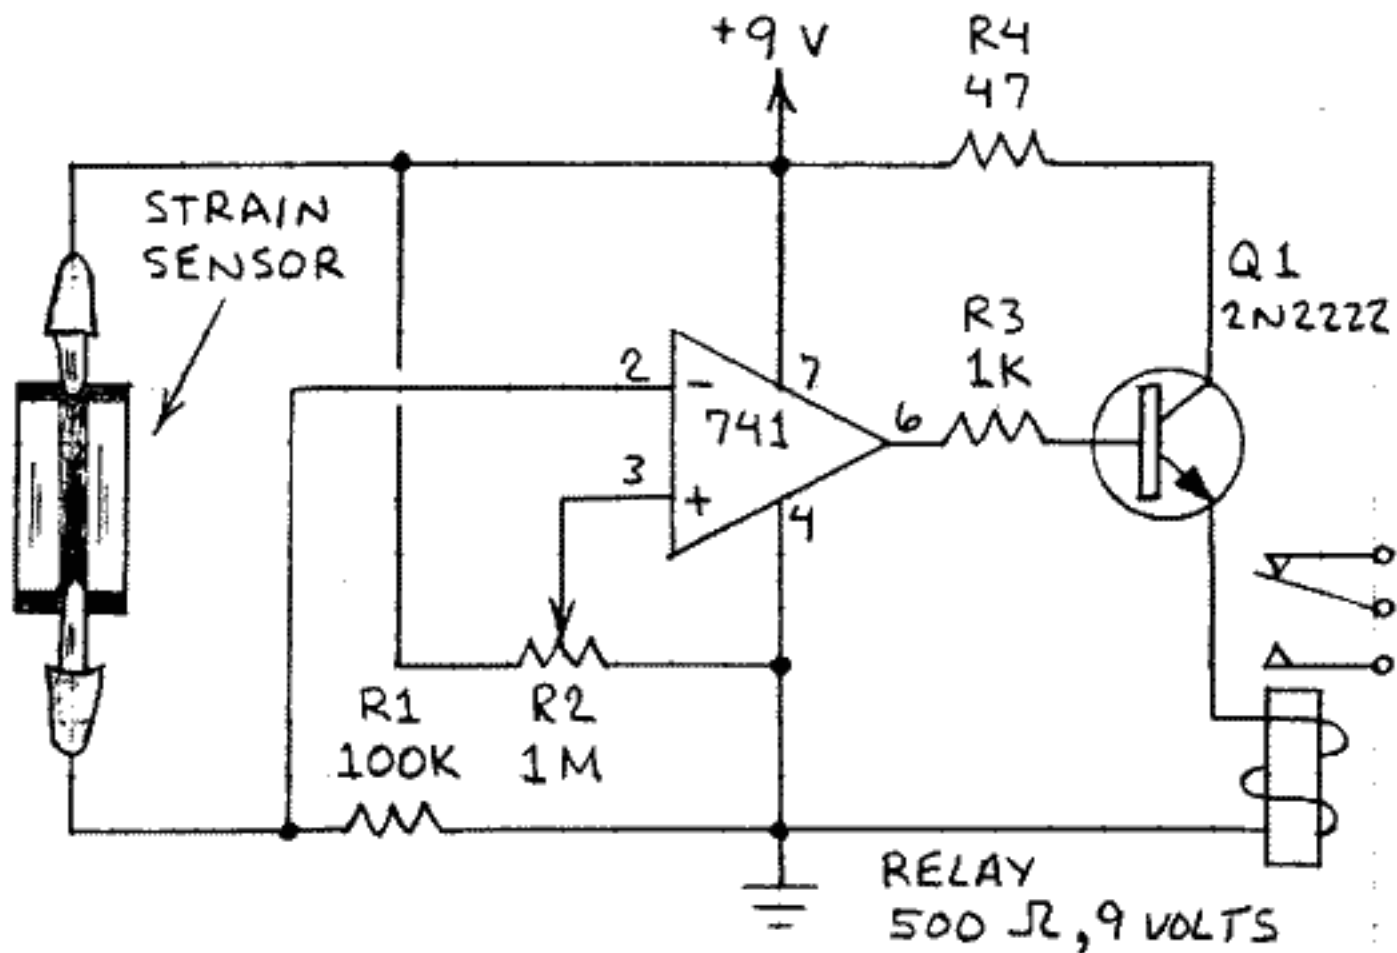 +9 V
R4
47
STRAIN
SENSOR
Q1
2N2222
R3
1K
2
-
7
741
6
3
+
4
R1
100K
R2
1M
RELAY
500 Ω, 9 VOLTS